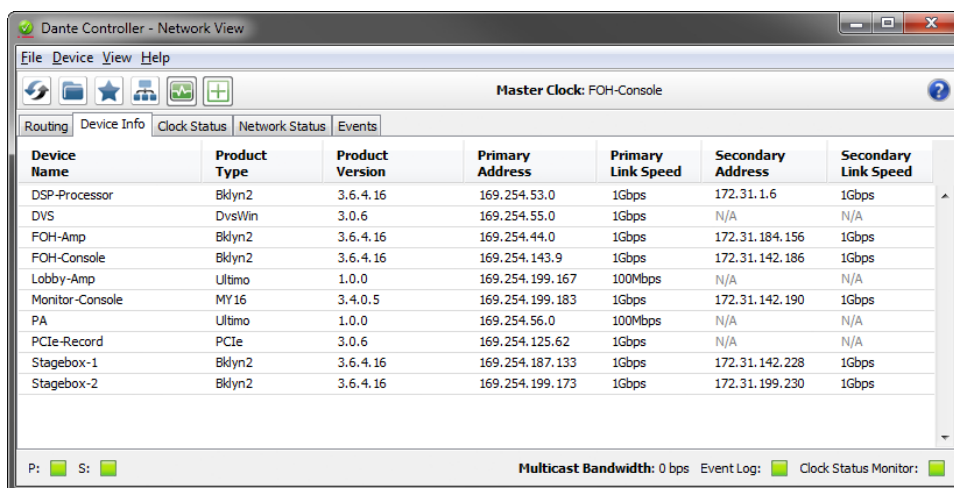 Dante Controller - Network View
File Device View Help
Master Clock: FOH-Console
Routing Device Info Clock Status Network Status Events
Device Name Product Type Product Version Primary Address Primary Link Speed Secondary Address Secondary Link Speed
DSP-Processor Bklyn2 3.6.4.16 169.254.53.0 1Gbps 172.31.1.6 1Gbps
DVS DvsWin 3.0.6 169.254.55.0 1Gbps N/A N/A
FOH-Amp Bklyn2 3.6.4.16 169.254.44.0 1Gbps 172.31.184.156 1Gbps
FOH-Console Bklyn2 3.6.4.16 169.254.143.9 1Gbps 172.31.142.186 1Gbps
Lobby-Amp Ultimo 1.0.0 169.254.199.167 100Mbps N/A N/A
Monitor-Console MY16 3.4.0.5 169.254.199.183 1Gbps 172.31.142.190 1Gbps
PA Ultimo 1.0.0 169.254.56.0 100Mbps N/A N/A
PCIe-Record PCIe 3.0.6 169.254.125.62 1Gbps N/A N/A
Stagebox-1 Bklyn2 3.6.4.16 169.254.187.133 1Gbps 172.31.142.228 1Gbps
Stagebox-2 Bklyn2 3.6.4.16 169.254.199.173 1Gbps 172.31.199.230 1Gbps
P: S: Multicast Bandwidth: 0 bps Event Log: Clock Status Monitor: